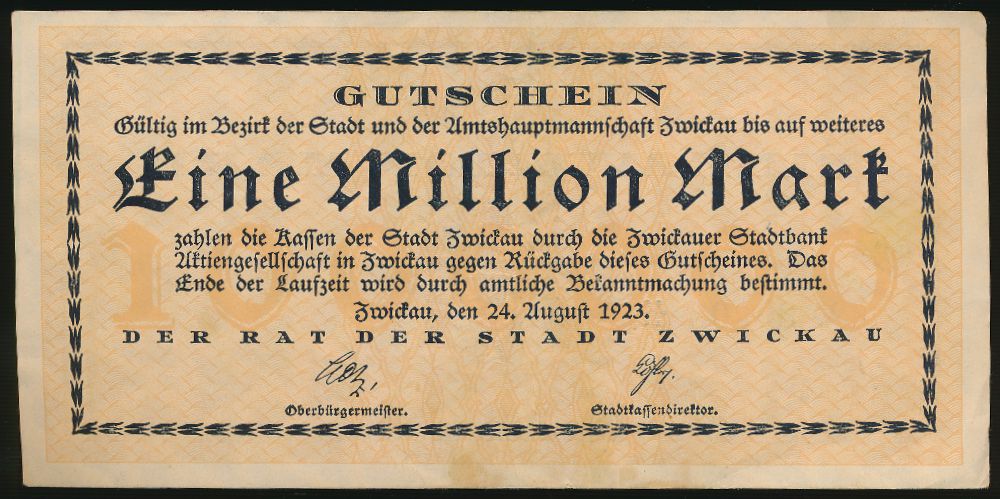 GUTSCHEIN
Gültig im Bezirk der Stadt und der Amtshauptmannschaft Zwickau bis auf weiteres
Eine Million Mark
zahlen die Kassen der Stadt Zwickau durch die Zwickauer Stadtbank
Aktiengesellschaft in Zwickau gegen Rückgabe dieses Gutscheines. Das
Ende der Laufzeit wird durch amtliche Bekanntmachung bestimmt.
Zwickau, den 24. August 1923.
DER RAT DER STADT ZWICKAU
Oberbürgermeister.
Stadtkassendirektor.